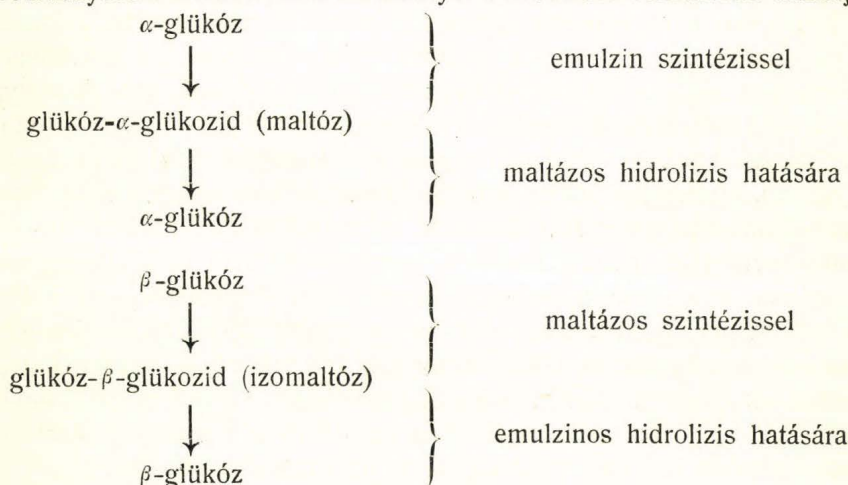 α-glükóz
emulzin szintézissel
glükóz-α-glükozid (maltóz)
maltázos hidrolizis hatására
α-glükóz
β-glükóz
maltázos szintézissel
glükóz-β-glükozid (izomaltóz)
emulzinos hidrolizis hatására
β-glükóz